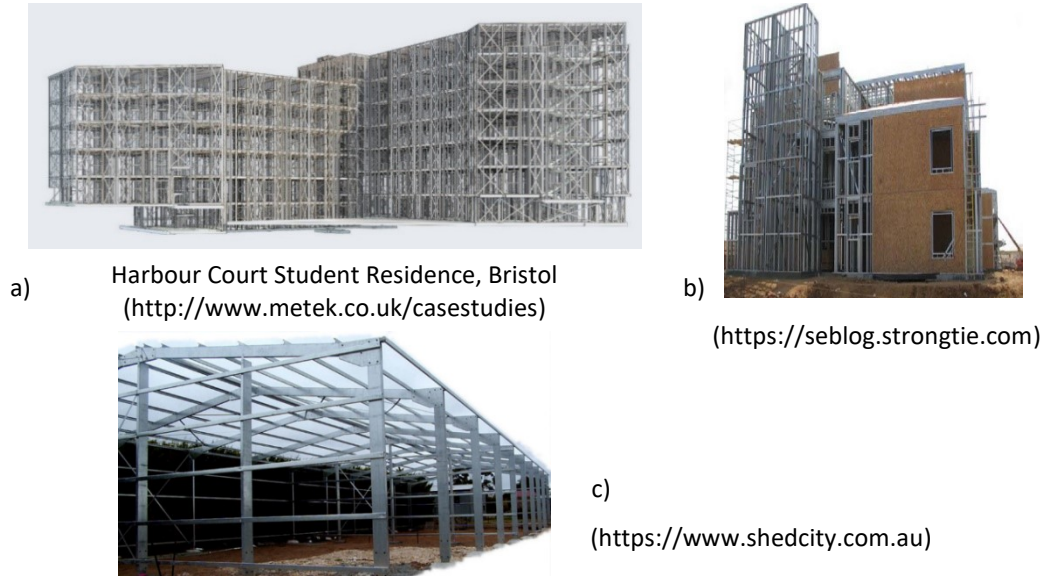 a)
Harbour Court Student Residence, Bristol
(http://www.metek.co.uk/casestudies)
b)
(https://seblog.strongtie.com)
c)
(https://www.shedcity.com.au)